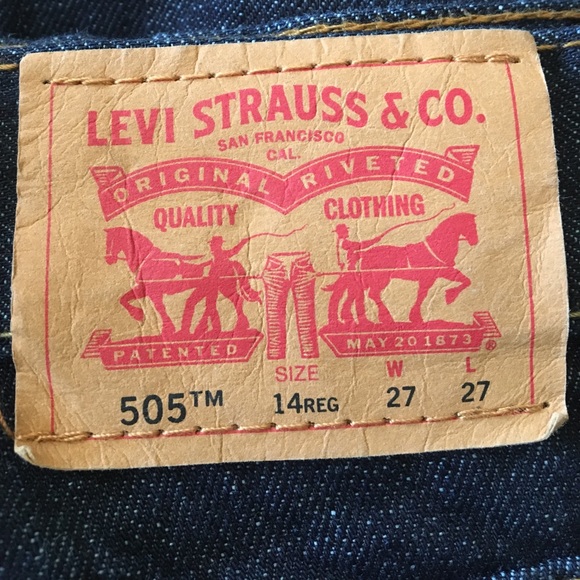 LEVI STRAUSS & CO.
SAN FRANCISCO
CAL.
ORIGINAL RIVETED
QUALITY CLOTHING
PATENTED MAY 20 1873 ®
SIZE W L
505™ 14REG 27 27